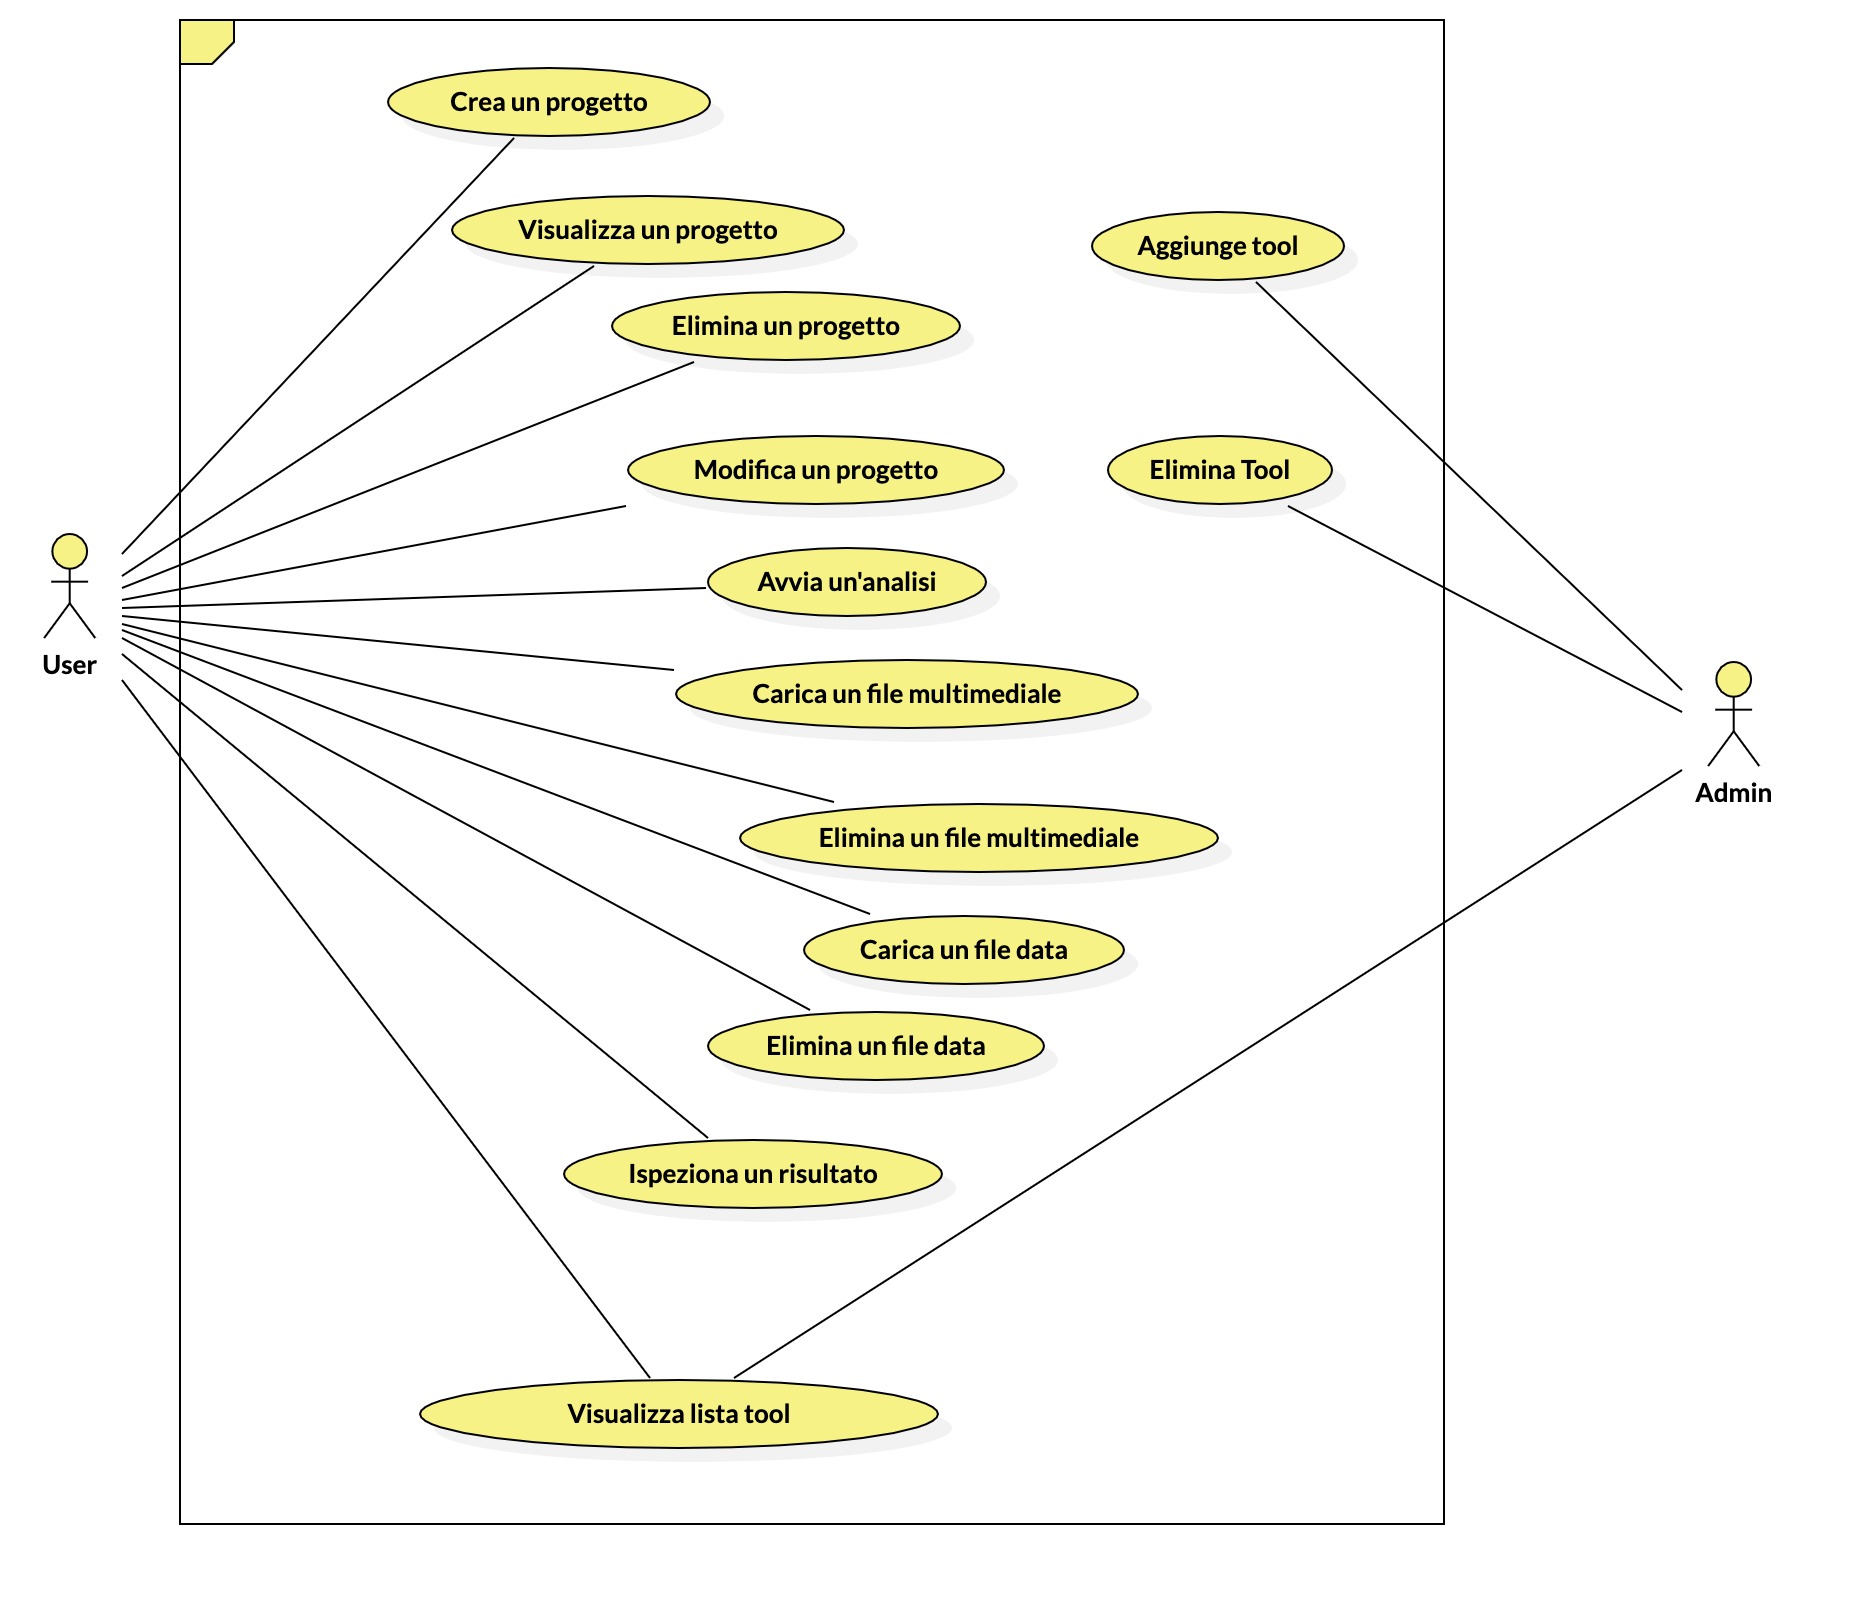 Crea un progetto
Visualizza un progetto
Aggiunge tool
Elimina un progetto
Modifica un progetto
Elimina Tool
Avvia un'analisi
User
Carica un file multimediale
Admin
Elimina un file multimediale
Carica un file data
Elimina un file data
Ispeziona un risultato
Visualizza lista tool